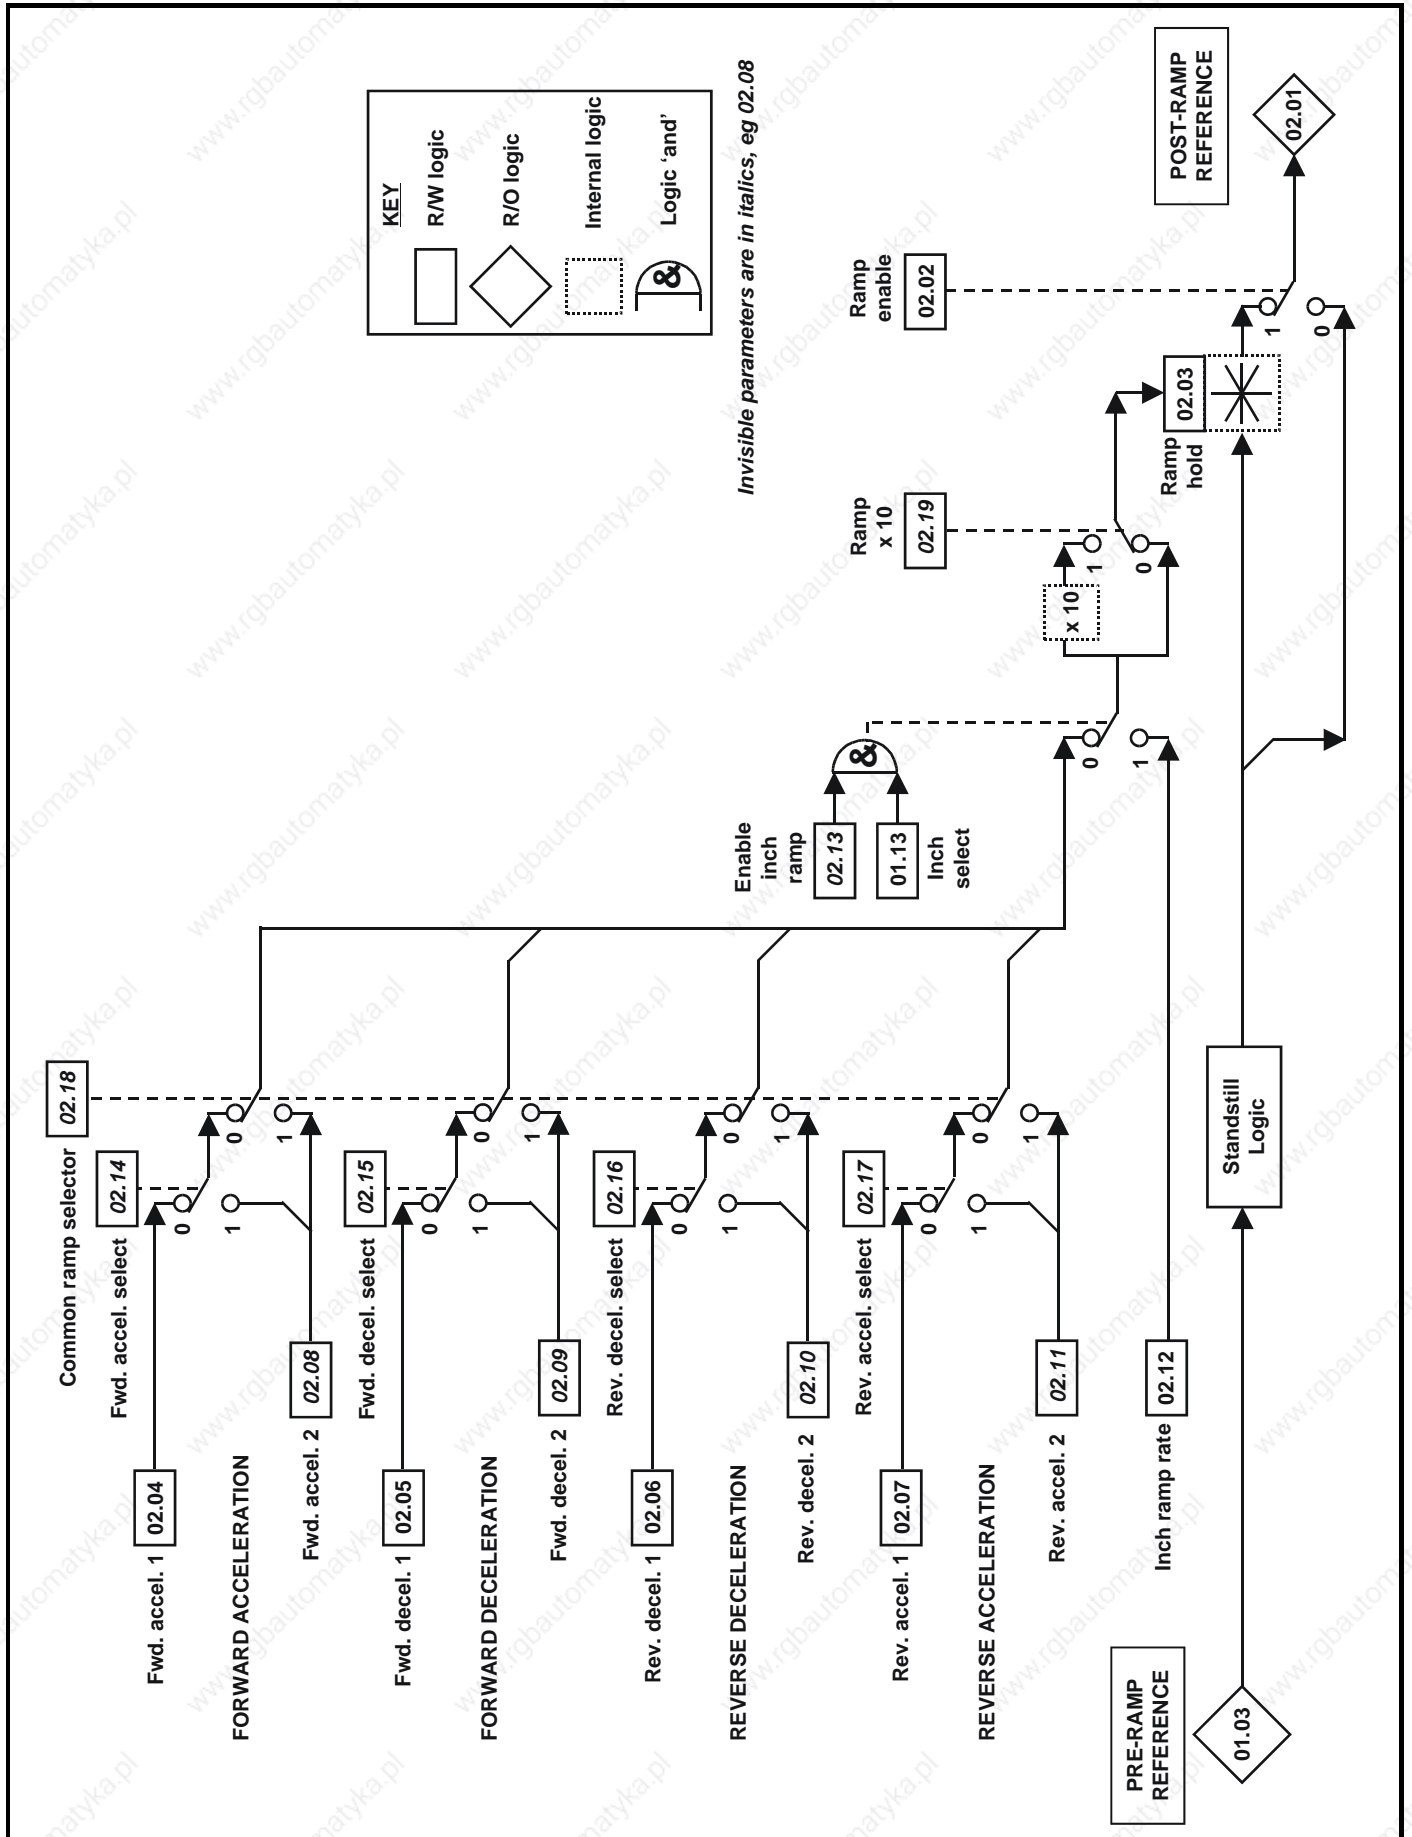 KEY
R/W logic
R/O logic
Internal logic
Logic ‘and’
&
Invisible parameters are in italics, eg 02.08
Common ramp selector
02.18
Fwd. accel. 1
02.04
Fwd. accel. select
02.14
0
1
0
1
FORWARD ACCELERATION
Fwd. accel. 2
02.08
Fwd. decel. 1
02.05
Fwd. decel. select
02.15
0
1
0
1
FORWARD DECELERATION
Fwd. decel. 2
02.09
Rev. decel. 1
02.06
Rev. decel. select
02.16
0
1
0
1
REVERSE DECELERATION
Rev. decel. 2
02.10
Rev. accel. 1
02.07
Rev. accel. select
02.17
0
1
0
1
REVERSE ACCELERATION
Rev. accel. 2
02.11
Inch ramp rate
02.12
Enable
inch
ramp
02.13
01.13
Inch
select
&
0
1
x 10
Ramp
x 10
02.19
1
0
Ramp
hold
02.03
Ramp
enable
02.02
1
0
PRE-RAMP
REFERENCE
01.03
Standstill
Logic
POST-RAMP
REFERENCE
02.01
www.rgbautomatyka.pl